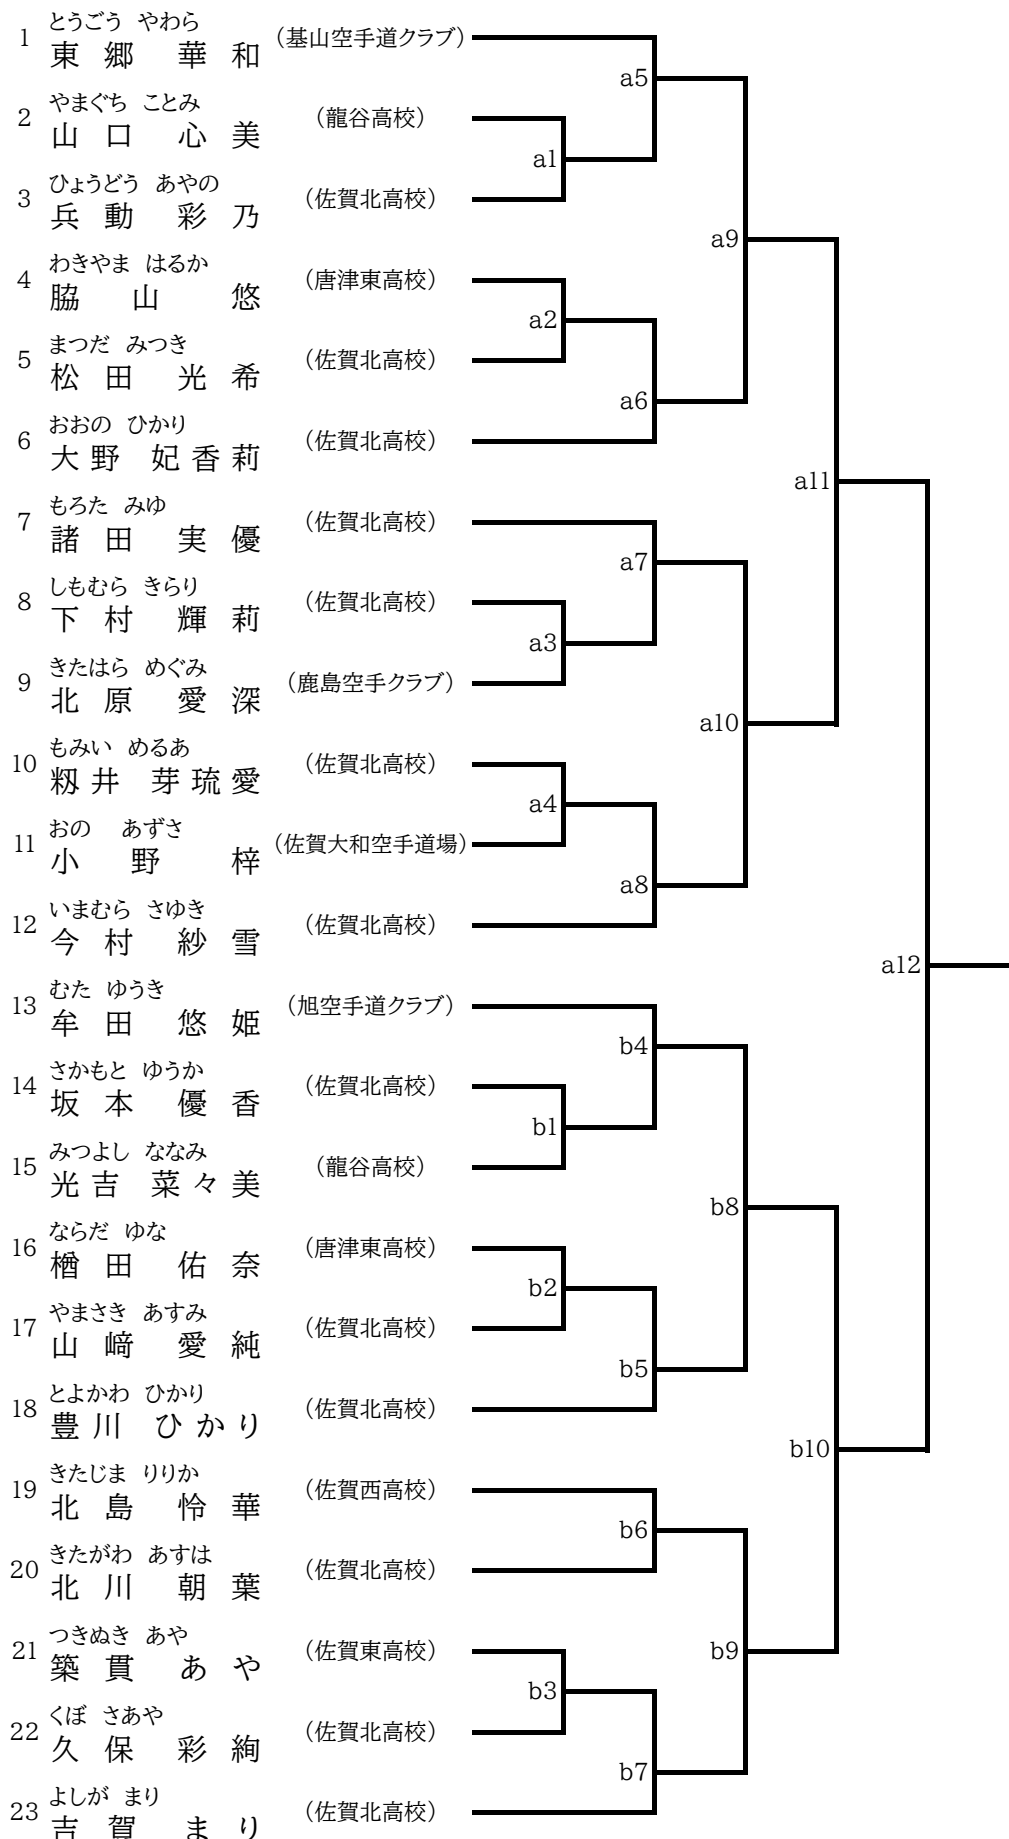 とうごう やわら
1 東郷 華和 （基山空手道クラブ）
a5
やまぐち ことみ
2 山口 心美 （龍谷高校）
a1
ひょうどう あやの
3 兵動 彩乃 （佐賀北高校）
a9
わきやま はるか
4 脇山 悠 （唐津東高校）
a2
まつだ みつき
5 松田 光希 （佐賀北高校）
a6
おおの ひかり
6 大野 妃香莉 （佐賀北高校）
a11
もろた みゆ
7 諸田 実優 （佐賀北高校）
a7
しもむら きらり
8 下村 輝莉 （佐賀北高校）
a3
きたはら めぐみ
9 北原 愛深 （鹿島空手クラブ）
a10
もみい めるあ
10 籾井 芽琉愛 （佐賀北高校）
a4
おの あずさ
11 小野 梓 （佐賀大和空手道場）
a8
いまむら さゆき
12 今村 紗雪 （佐賀北高校）
a12
むた ゆうき
13 牟田 悠姫 （旭空手道クラブ）
b4
さかもと ゆうか
14 坂本 優香 （佐賀北高校）
b1
みつよし ななみ
15 光吉 菜々美 （龍谷高校）
b8
ならだ ゆな
16 楢田 佑奈 （唐津東高校）
b2
やまさき あすみ
17 山﨑 愛純 （佐賀北高校）
b5
とよかわ ひかり
18 豊川 ひかり （佐賀北高校）
b10
きたじま りりか
19 北島 怜華 （佐賀西高校）
b6
きたがわ あすは
20 北川 朝葉 （佐賀北高校）
つきぬき あや
21 築貫 あや （佐賀東高校）
b9
b3
くぼ さあや
22 久保 彩絢 （佐賀北高校）
b7
よしが まり
23 吉賀 まり （佐賀北高校）